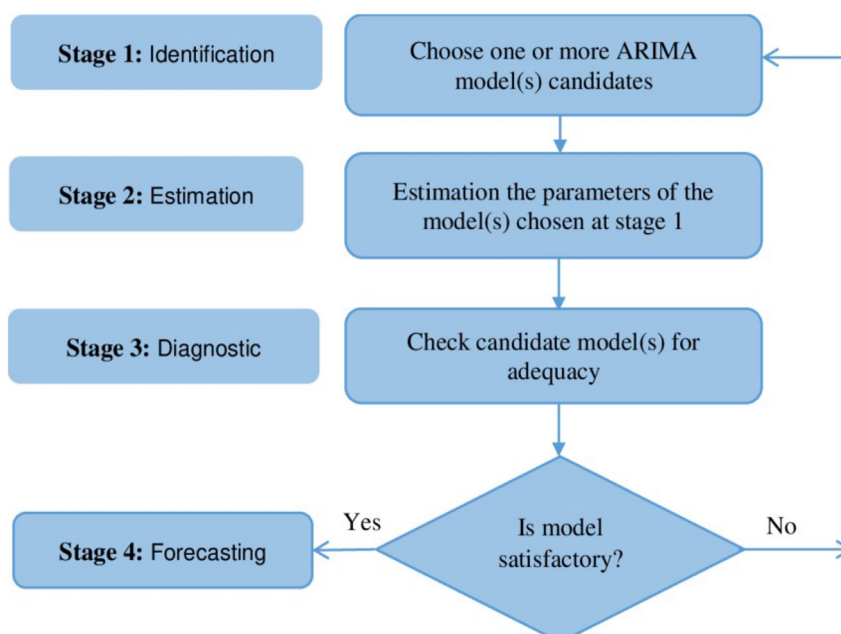 Stage 1: Identification
Choose one or more ARIMA
model(s) candidates
Stage 2: Estimation
Estimation the parameters of the
model(s) chosen at stage 1
Stage 3: Diagnostic
Check candidate model(s) for
adequacy
Stage 4: Forecasting
Yes
Is model
satisfactory?
No